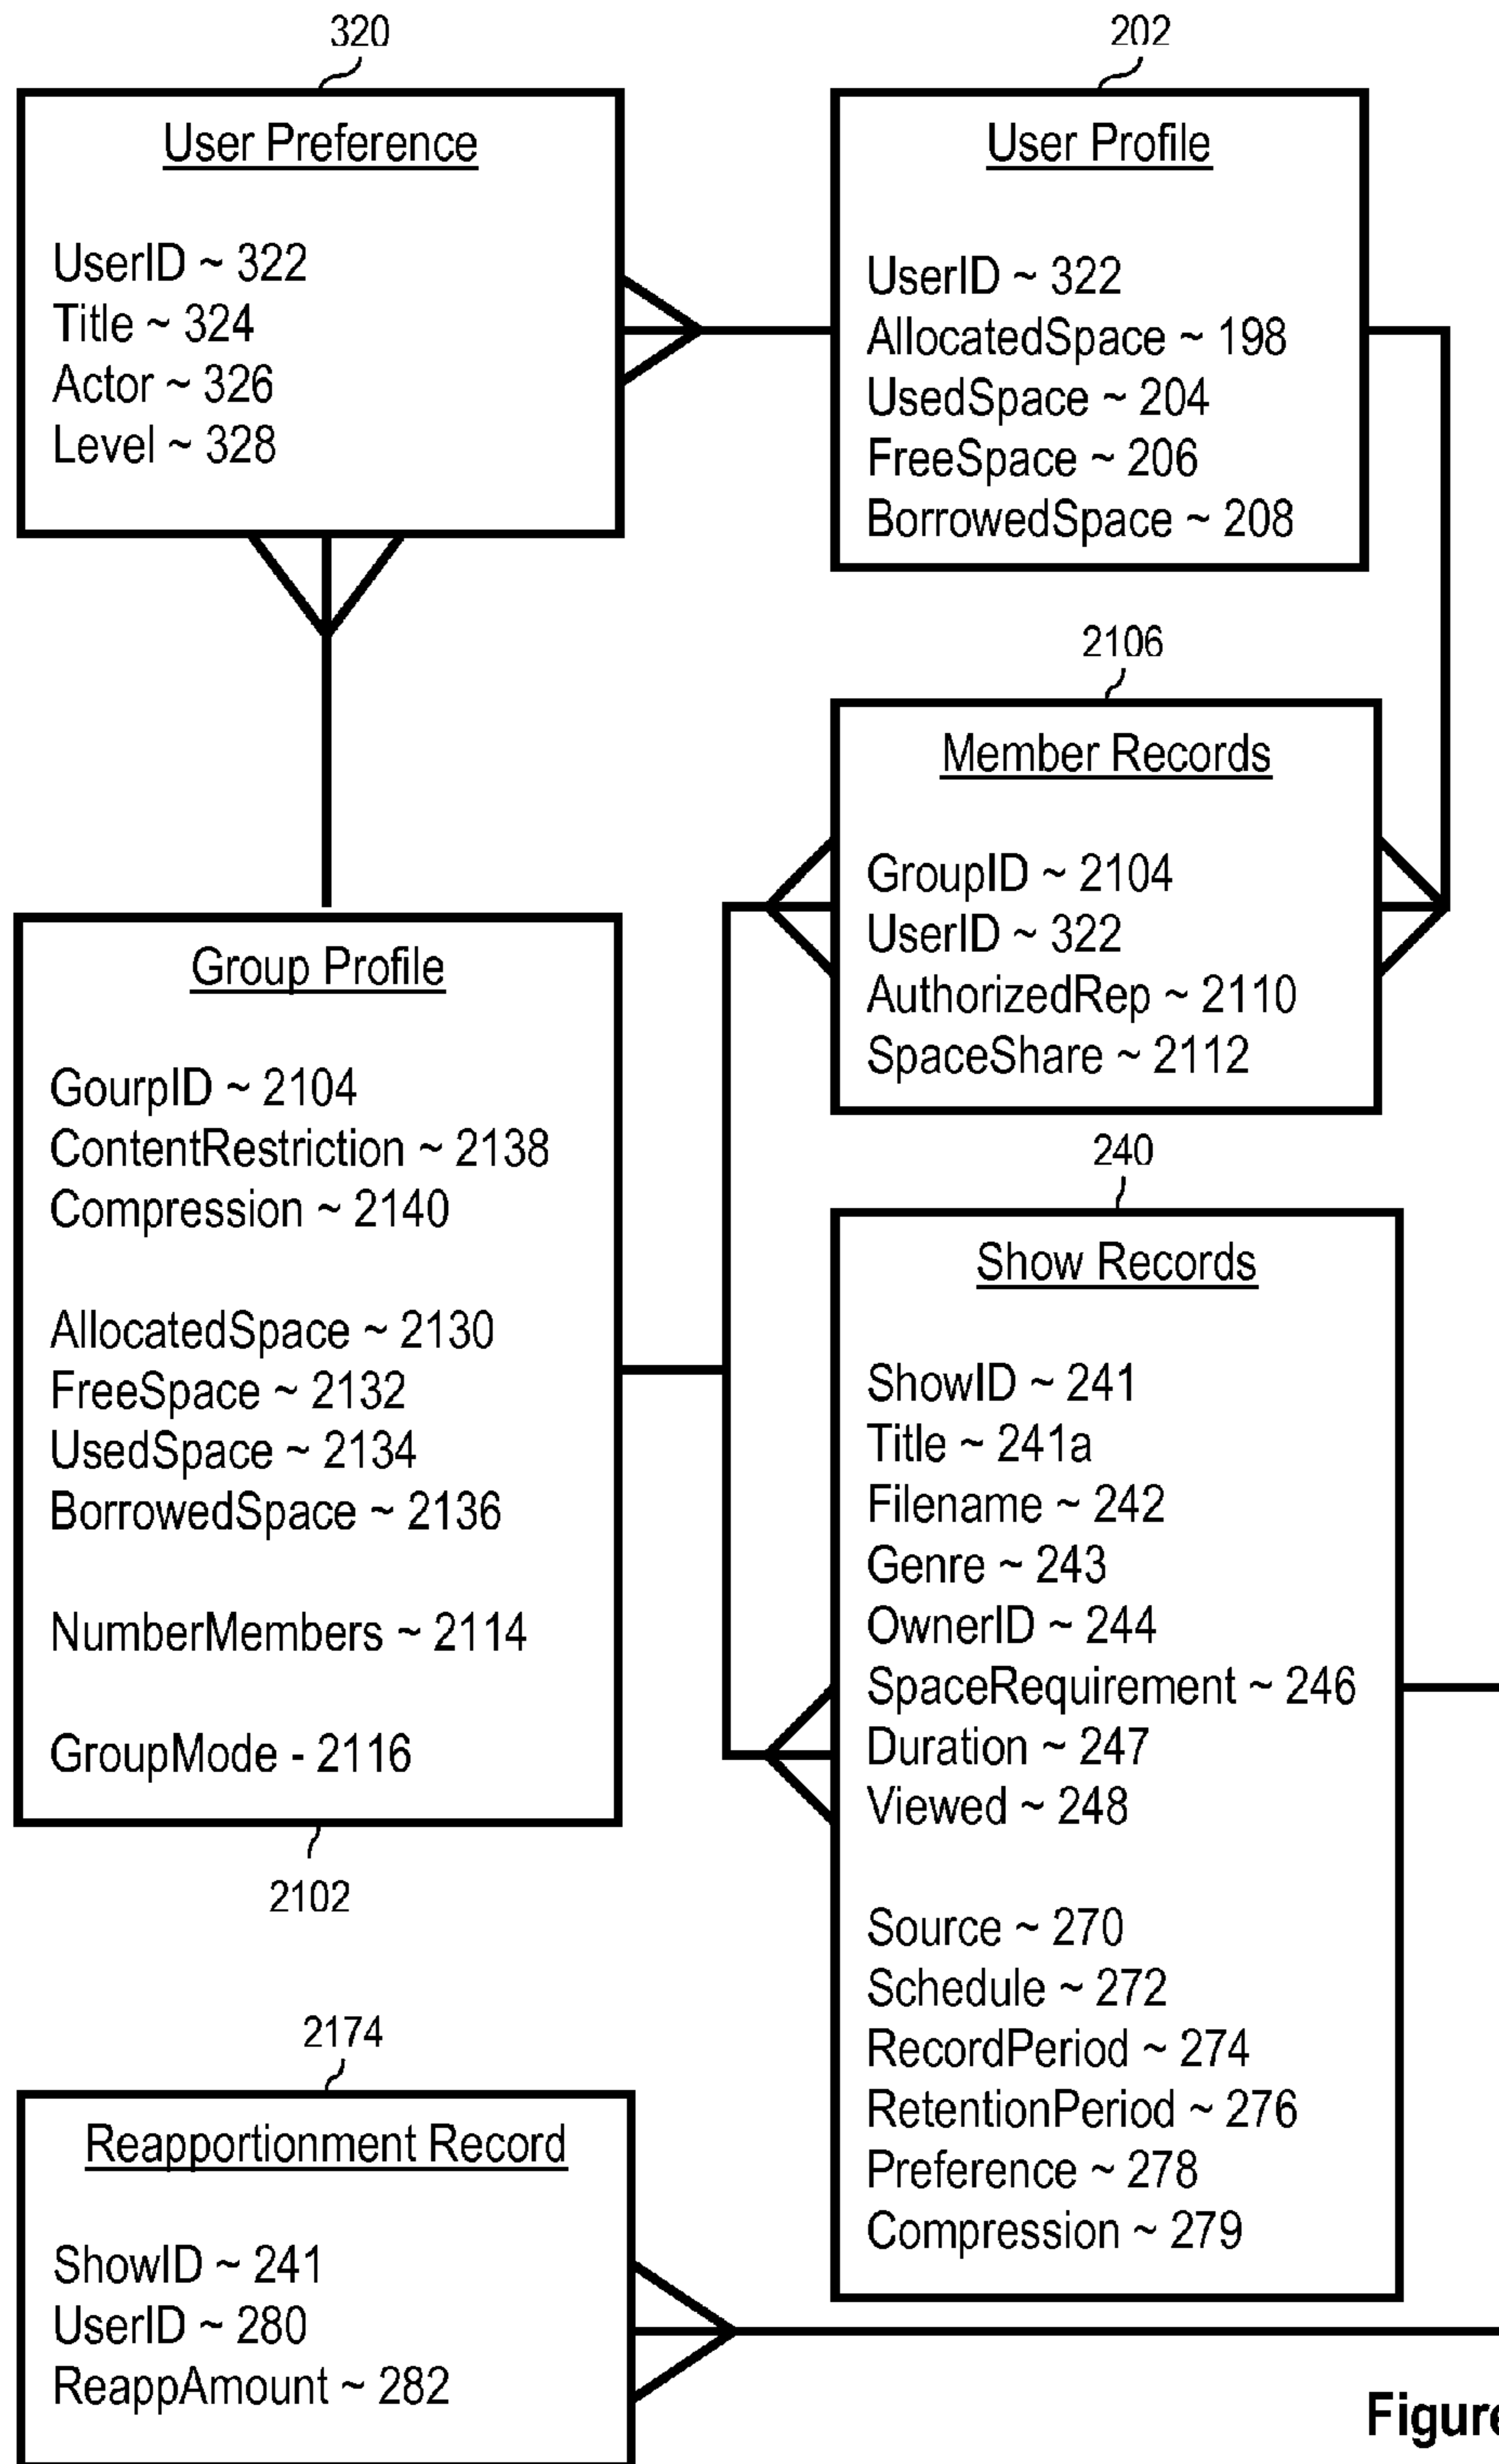 320
User Preference
UserID ~ 322
Title ~ 324
Actor ~ 326
Level ~ 328
202
User Profile
UserID ~ 322
AllocatedSpace ~ 198
UsedSpace ~ 204
FreeSpace ~ 206
BorrowedSpace ~ 208
2106
Member Records
GroupID ~ 2104
UserID ~ 322
AuthorizedRep ~ 2110
SpaceShare ~ 2112
Group Profile
GourpID ~ 2104
ContentRestriction ~ 2138
Compression ~ 2140
AllocatedSpace ~ 2130
FreeSpace ~ 2132
UsedSpace ~ 2134
BorrowedSpace ~ 2136
NumberMembers ~ 2114
GroupMode - 2116
2102
240
Show Records
ShowID ~ 241
Title ~ 241a
Filename ~ 242
Genre ~ 243
OwnerID ~ 244
SpaceRequirement ~ 246
Duration ~ 247
Viewed ~ 248
Source ~ 270
Schedule ~ 272
RecordPeriod ~ 274
RetentionPeriod ~ 276
Preference ~ 278
Compression ~ 279
2174
Reapportionment Record
ShowID ~ 241
UserID ~ 280
ReappAmount ~ 282
Figure